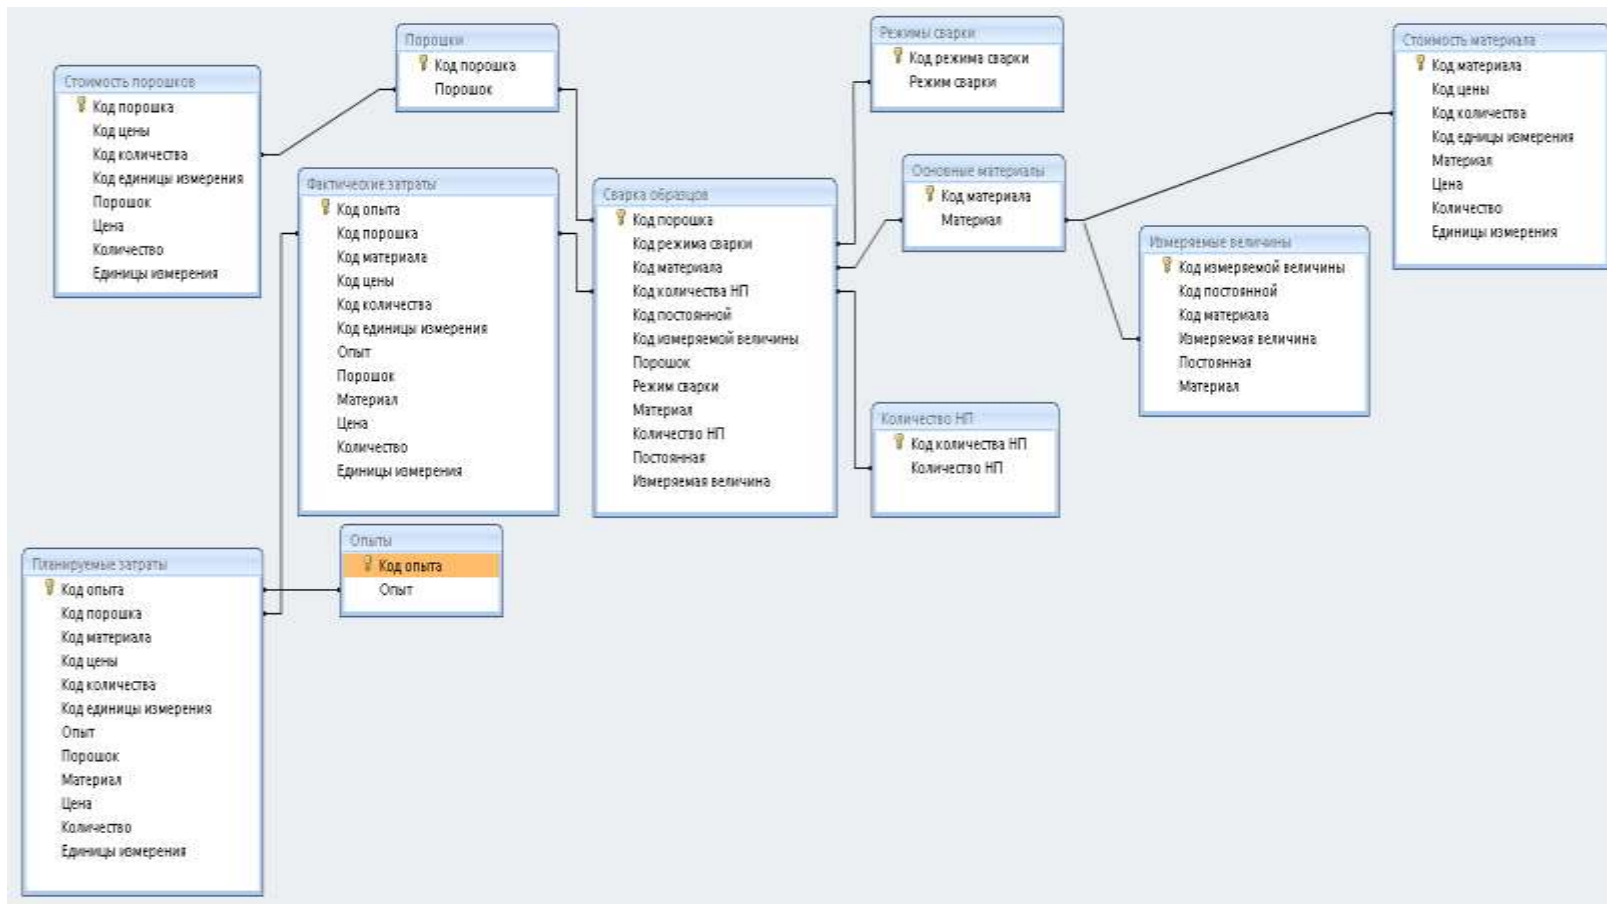 Стоимость порошков
Код порошка
Код цены
Код количества
Код единицы измерения
Порошок
Цена
Количество
Единицы измерения
Порошки
Код порошка
Порошок
Фактические затраты
Код опыта
Код порошка
Код материала
Код цены
Код количества
Код единицы измерения
Опыт
Порошок
Материал
Цена
Количество
Единицы измерения
Сварка образцов
Код порошка
Код режима сварки
Код материала
Код количества НП
Код постоянной
Код измеряемой величины
Порошок
Режим сварки
Материал
Количество НП
Постоянная
Измеряемая величина
Режимы сварки
Код режима сварки
Режим сварки
Основные материалы
Код материала
Материал
Количество НП
Код количества НП
Количество НП
Измеряемые величины
Код измеряемой величины
Код постоянной
Код материала
Измеряемая величина
Постоянная
Материал
Стоимость материала
Код материала
Код цены
Код количества
Код едницы измерения
Материал
Цена
Количество
Единицы измерения
Планируемые затраты
Код опыта
Код порошка
Код материала
Код цены
Код количества
Код единицы измерения
Опыт
Порошок
Материал
Цена
Количество
Единицы измерения
Опыты
Код опыта
Опыт